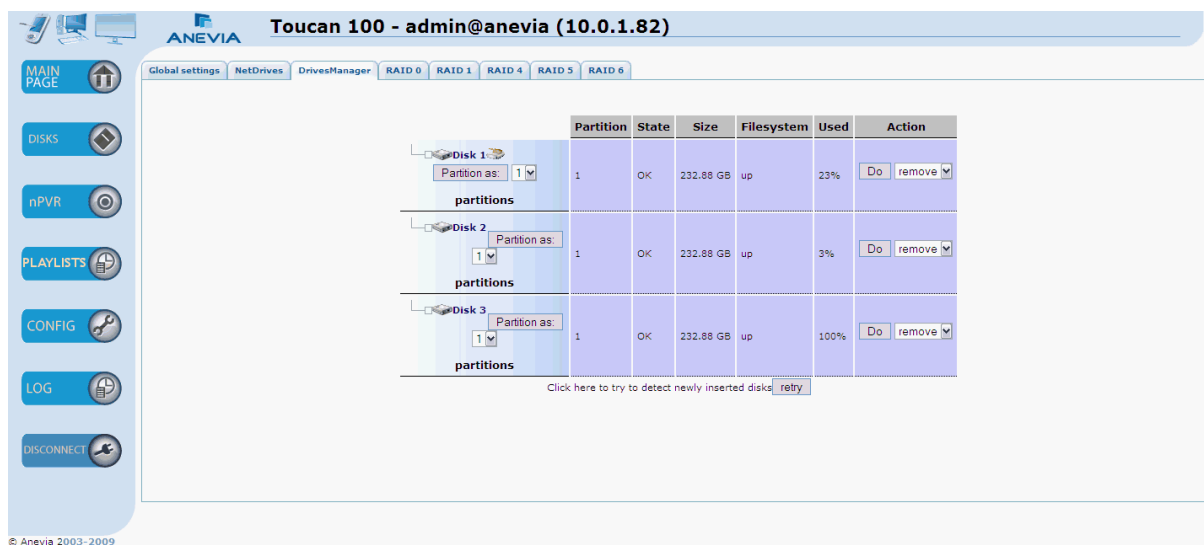 ANEVIA
Toucan 100 - admin@anevia (10.0.1.82)
MAIN PAGE
DISKS
nPVR
PLAYLISTS
CONFIG
LOG
DISCONNECT
Global settings NetDrives DrivesManager RAID 0 RAID 1 RAID 4 RAID 5 RAID 6
Partition State Size Filesystem Used Action
Disk 1
Partition as: 1
partitions
1 OK 232.88 GB up 23% Do remove
Disk 2
Partition as:
1
partitions
1 OK 232.88 GB up 3% Do remove
Disk 3
Partition as:
1
partitions
1 OK 232.88 GB up 100% Do remove
Click here to try to detect newly inserted disks retry
© Anevia 2003-2009